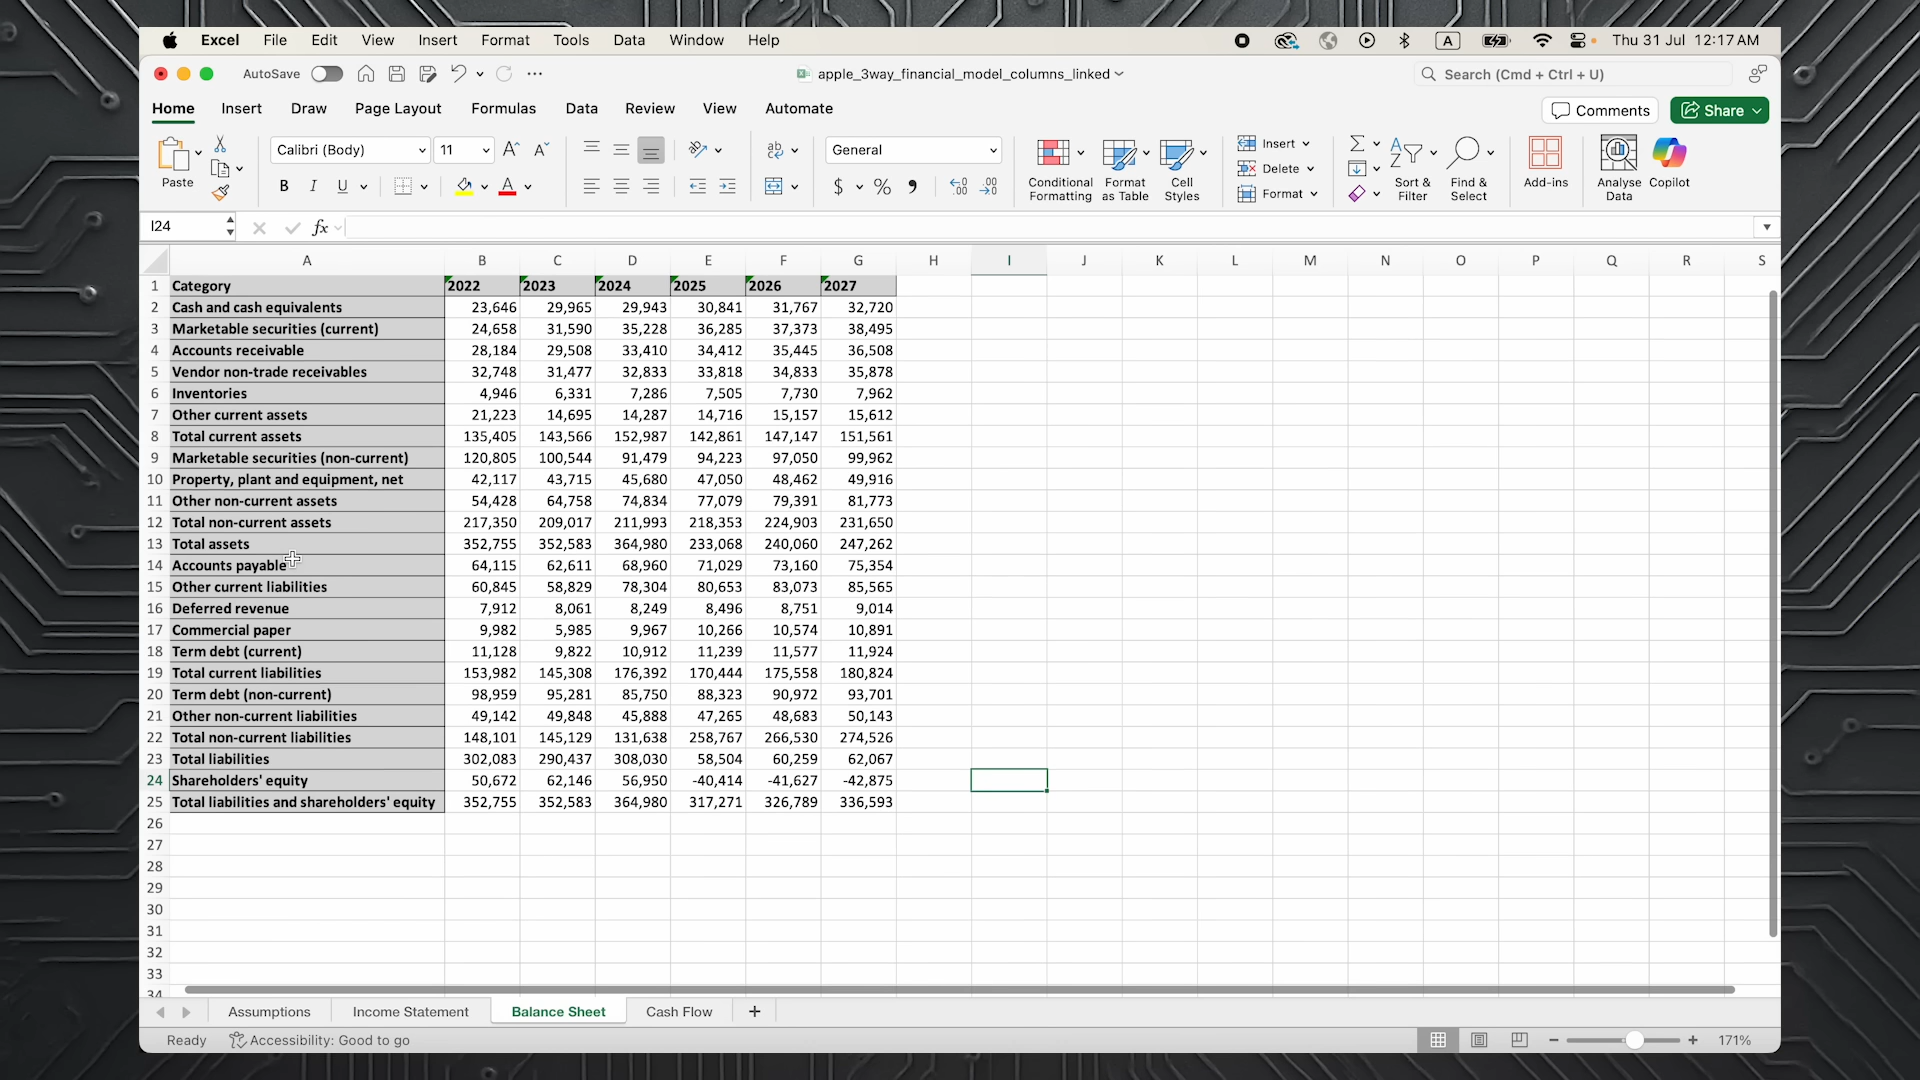 Excel File Edit View Insert Format Tools Data Window Help A Thu 31 Jul 12:17 AM
AutoSave apple_3way_financial_model_columns_linked Search (Cmd + Ctrl + U)
Home Insert Draw Page Layout Formulas Data Review View Automate Comments Share
Paste Calibri (Body) 11 General Conditional Formatting Format as Table Cell Styles Insert Delete Format Sort & Filter Find & Select Add-ins Analyse Data Copilot
I24 fx
A B C D E F G H I J K L M N O P Q R S
1 Category 2022 2023 2024 2025 2026 2027
2 Cash and cash equivalents 23,646 29,965 29,943 30,841 31,767 32,720
3 Marketable securities (current) 24,658 31,590 35,228 36,285 37,373 38,495
4 Accounts receivable 28,184 29,508 33,410 34,412 35,445 36,508
5 Vendor non-trade receivables 32,748 31,477 32,833 33,818 34,833 35,878
6 Inventories 4,946 6,331 7,286 7,505 7,730 7,962
7 Other current assets 21,223 14,695 14,287 14,716 15,157 15,612
8 Total current assets 135,405 143,566 152,987 142,861 147,147 151,561
9 Marketable securities (non-current) 120,805 100,544 91,479 94,223 97,050 99,962
10 Property, plant and equipment, net 42,117 43,715 45,680 47,050 48,462 49,916
11 Other non-current assets 54,428 64,758 74,834 77,079 79,391 81,773
12 Total non-current assets 217,350 209,017 211,993 218,353 224,903 231,650
13 Total assets 352,755 352,583 364,980 233,068 240,060 247,262
14 Accounts payable 64,115 62,611 68,960 71,029 73,160 75,354
15 Other current liabilities 60,845 58,829 78,304 80,653 83,073 85,565
16 Deferred revenue 7,912 8,061 8,249 8,496 8,751 9,014
17 Commercial paper 9,982 5,985 9,967 10,266 10,574 10,891
18 Term debt (current) 11,128 9,822 10,912 11,239 11,577 11,924
19 Total current liabilities 153,982 145,308 176,392 170,444 175,558 180,824
20 Term debt (non-current) 98,959 95,281 85,750 88,323 90,972 93,701
21 Other non-current liabilities 49,142 49,848 45,888 47,265 48,683 50,143
22 Total non-current liabilities 148,101 145,129 131,638 258,767 266,530 274,526
23 Total liabilities 302,083 290,437 308,030 58,504 60,259 62,067
24 Shareholders' equity 50,672 62,146 56,950 -40,414 -41,627 -42,875
25 Total liabilities and shareholders' equity 352,755 352,583 364,980 317,271 326,789 336,593
26
27
28
29
30
31
32
33
34
Assumptions Income Statement Balance Sheet Cash Flow +
Ready Accessibility: Good to go 171%